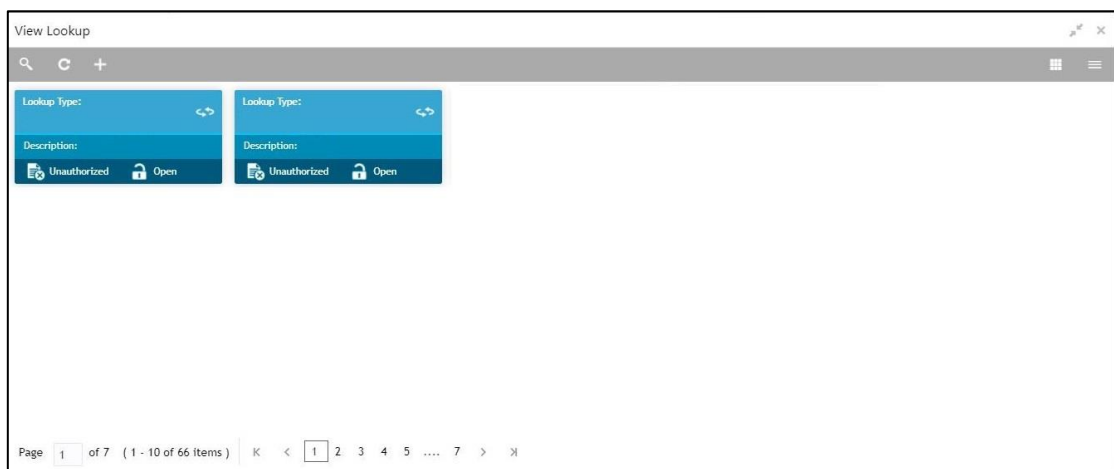 View Lookup
Lookup Type: Lookup Type:
Description: Description:
Unauthorized Open Unauthorized Open
Page 1 of 7 ( 1 - 10 of 66 items ) 1 2 3 4 5 .... 7